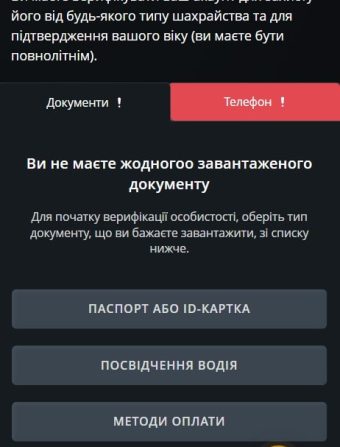 його від будь-якого типу шахрайства та для
підтвердження вашого віку (ви маєте бути
повнолітнім).
Документи !
Телефон !
Ви не маєте жодногоо завантаженого
документу
Для початку верифікації особистості, оберіть тип
документу, що ви бажаєте завантажити, зі списку
нижче.
ПАСПОРТ АБО ID-КАРТКА
ПОСВІДЧЕННЯ ВОДІЯ
МЕТОДИ ОПЛАТИ